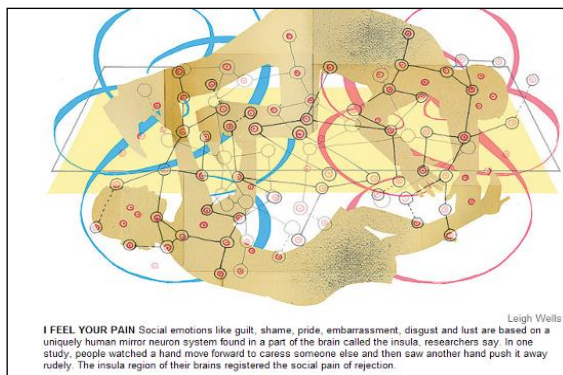 Leigh Wells
I FEEL YOUR PAIN Social emotions like guilt, shame, pride, embarrassment, disgust and lust are based on a
uniquely human mirror neuron system found in a part of the brain called the insula, researchers say. In one
study, people watched a hand move forward to caress someone else and then saw another hand push it away
rudely. The insula region of their brains registered the social pain of rejection.